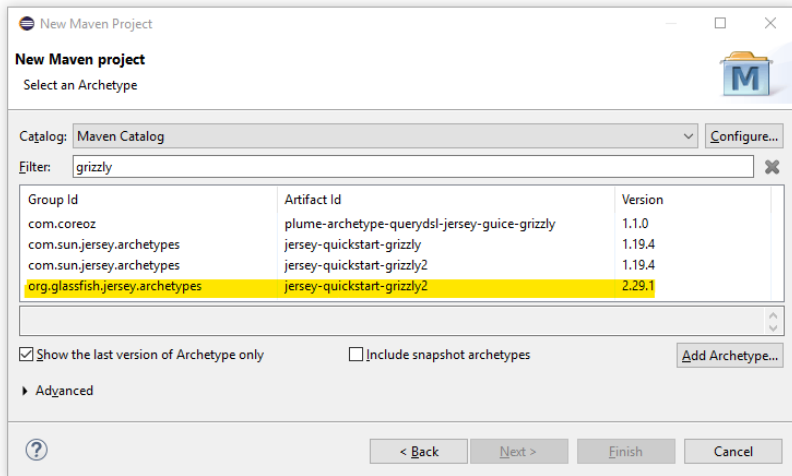 New Maven Project
New Maven project
Select an Archetype
M
Catalog: Maven Catalog Configure...
Filter: grizzly
Group Id Artifact Id Version
com.coreoz plume-archetype-querydsl-jersey-guice-grizzly 1.1.0
com.sun.jersey.archetypes jersey-quickstart-grizzly 1.19.4
com.sun.jersey.archetypes jersey-quickstart-grizzly2 1.19.4
org.glassfish.jersey.archetypes jersey-quickstart-grizzly2 2.29.1
Show the last version of Archetype only Include snapshot archetypes Add Archetype...
Advanced
? < Back Next > Finish Cancel